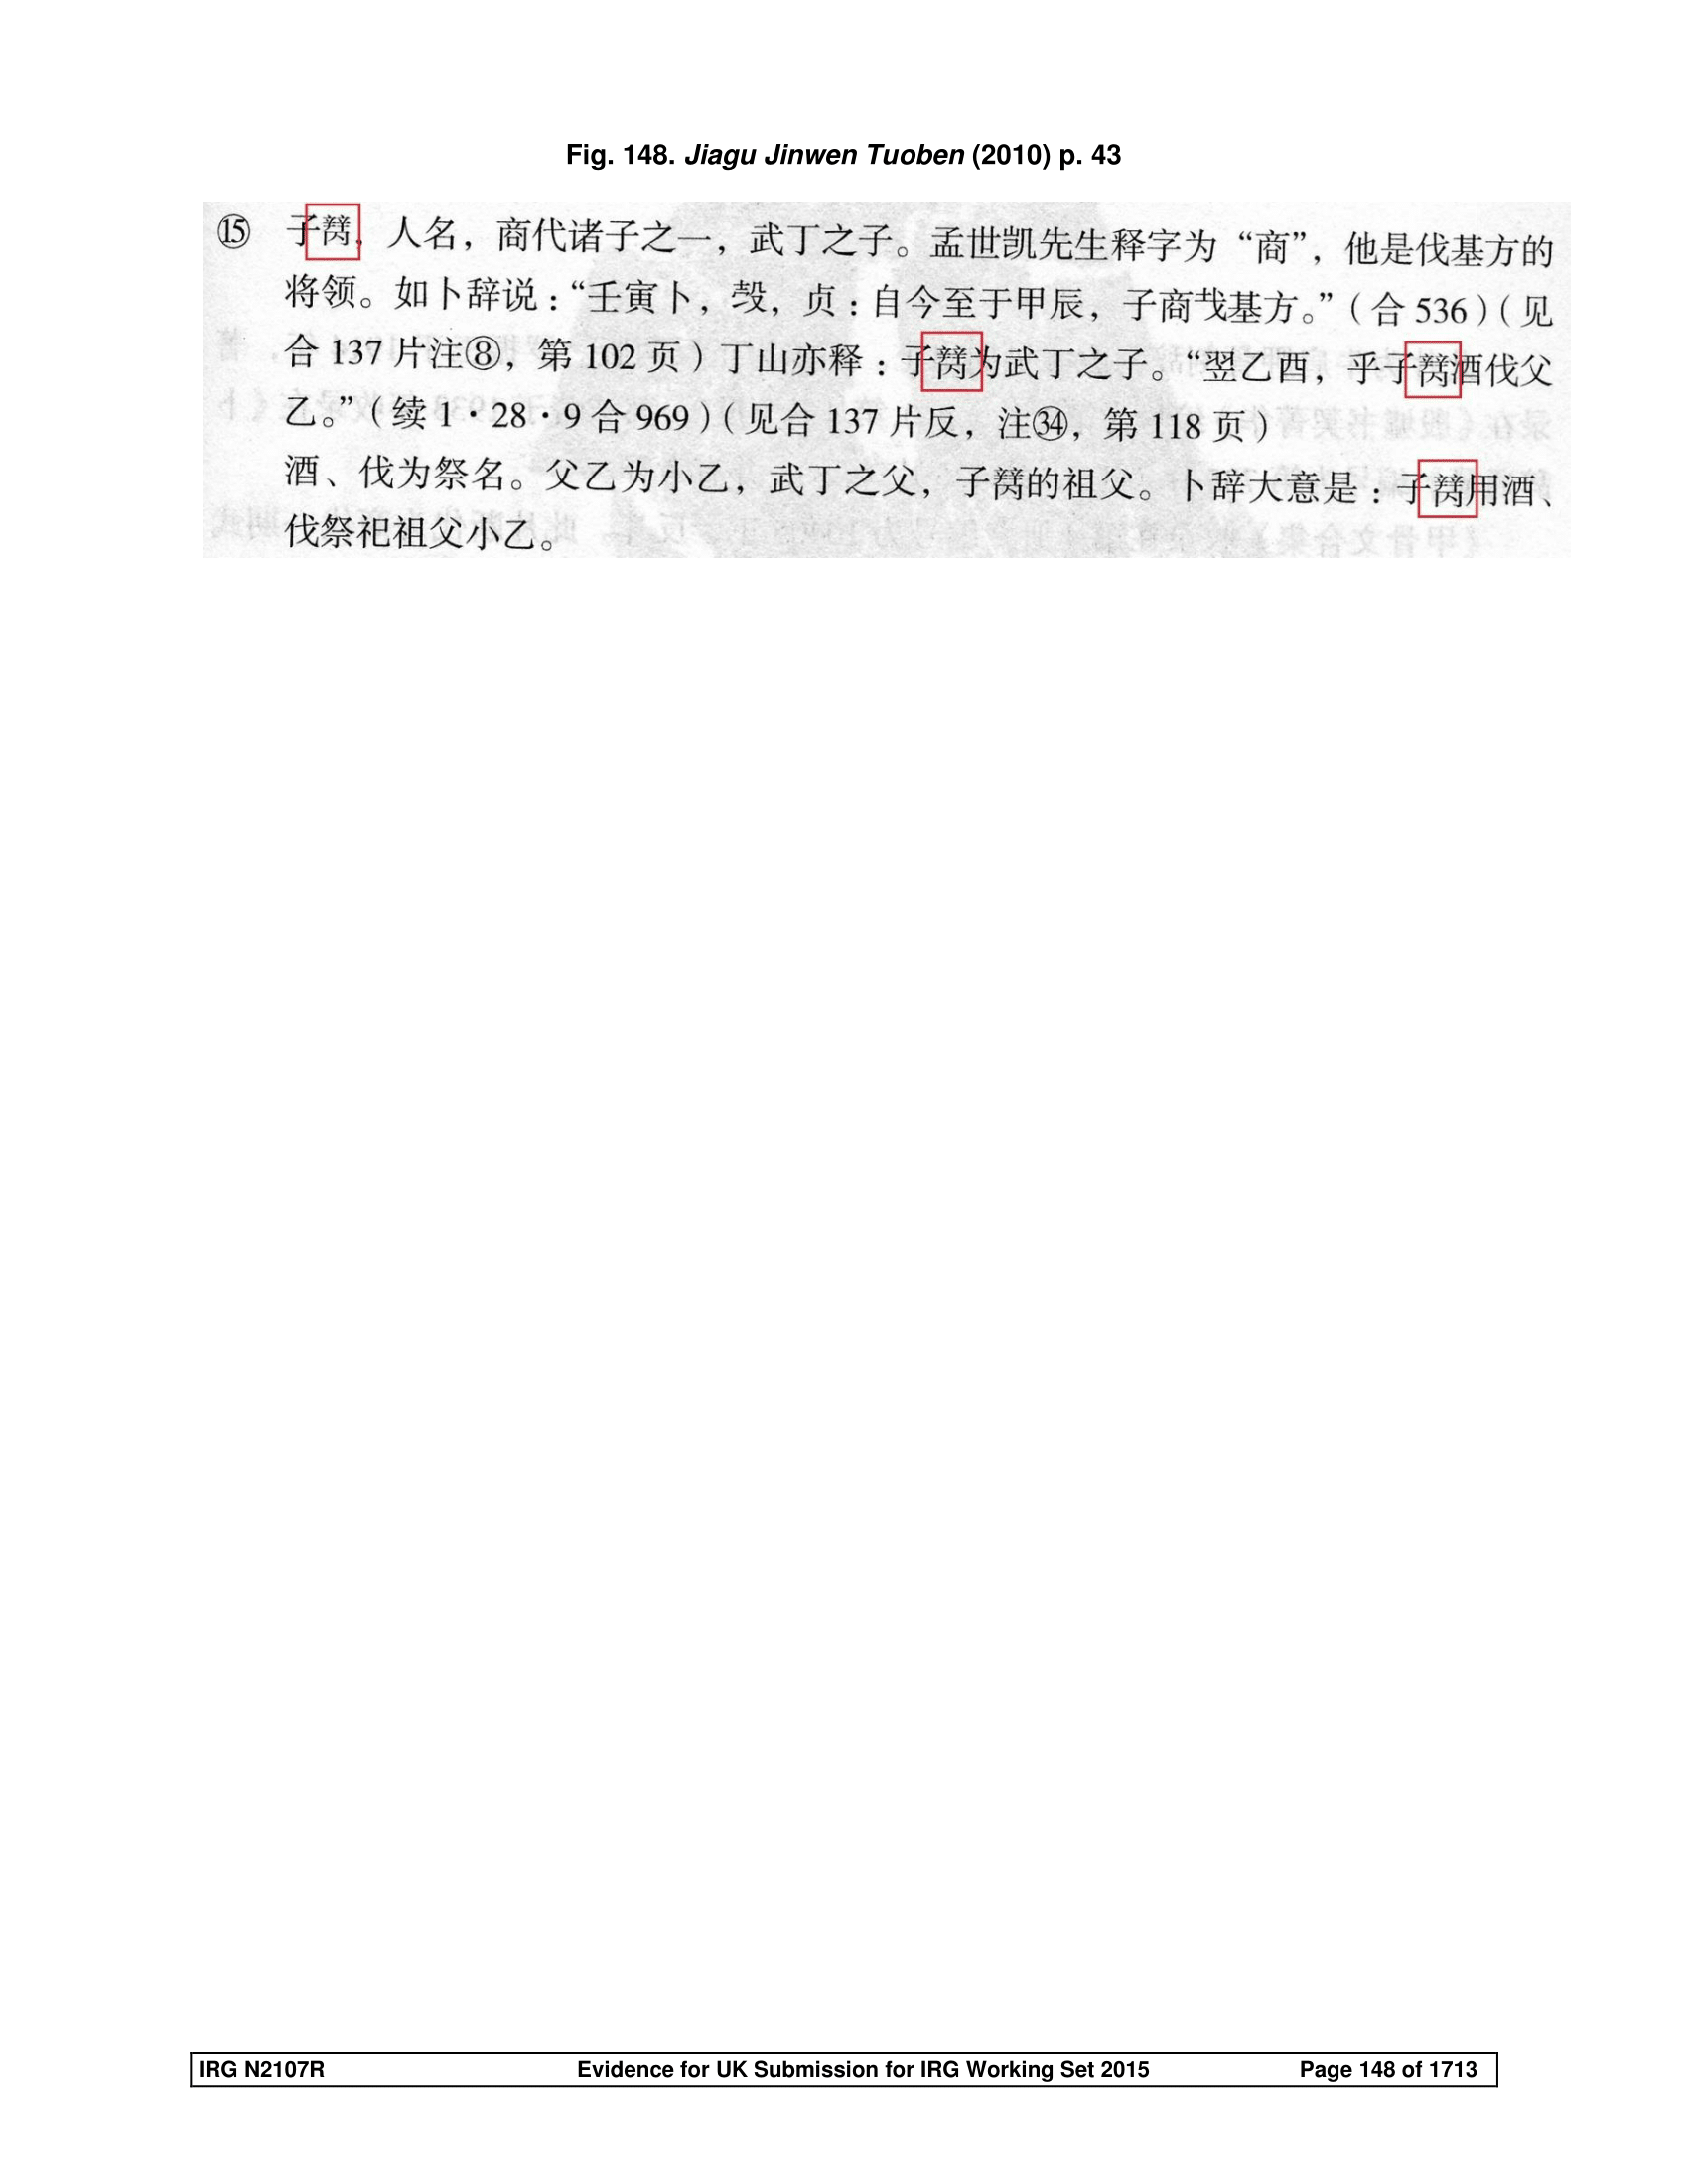 Fig. 148. Jiagu Jinwen Tuoben (2010) p. 43
⑮ 子，人名，商代诸子之一，武丁之子。孟世凯先生释字为“商”，他是伐基方的
将领。如卜辞说：“壬寅卜，㱿，贞：自今至于甲辰，子商𢦏基方。”（合 536）（见
合 137 片注⑧，第 102 页）丁山亦释：子为武丁之子。“翌乙西，乎子酒伐父
乙。”（续 1·28·9 合 969）（见合 137 片反，注㉞，第 118 页）
酒、伐为祭名。父乙为小乙，武丁之父，子的祖父。卜辞大意是：子用酒、
伐祭祀祖父小乙。
IRG N2107R Evidence for UK Submission for IRG Working Set 2015 Page 148 of 1713